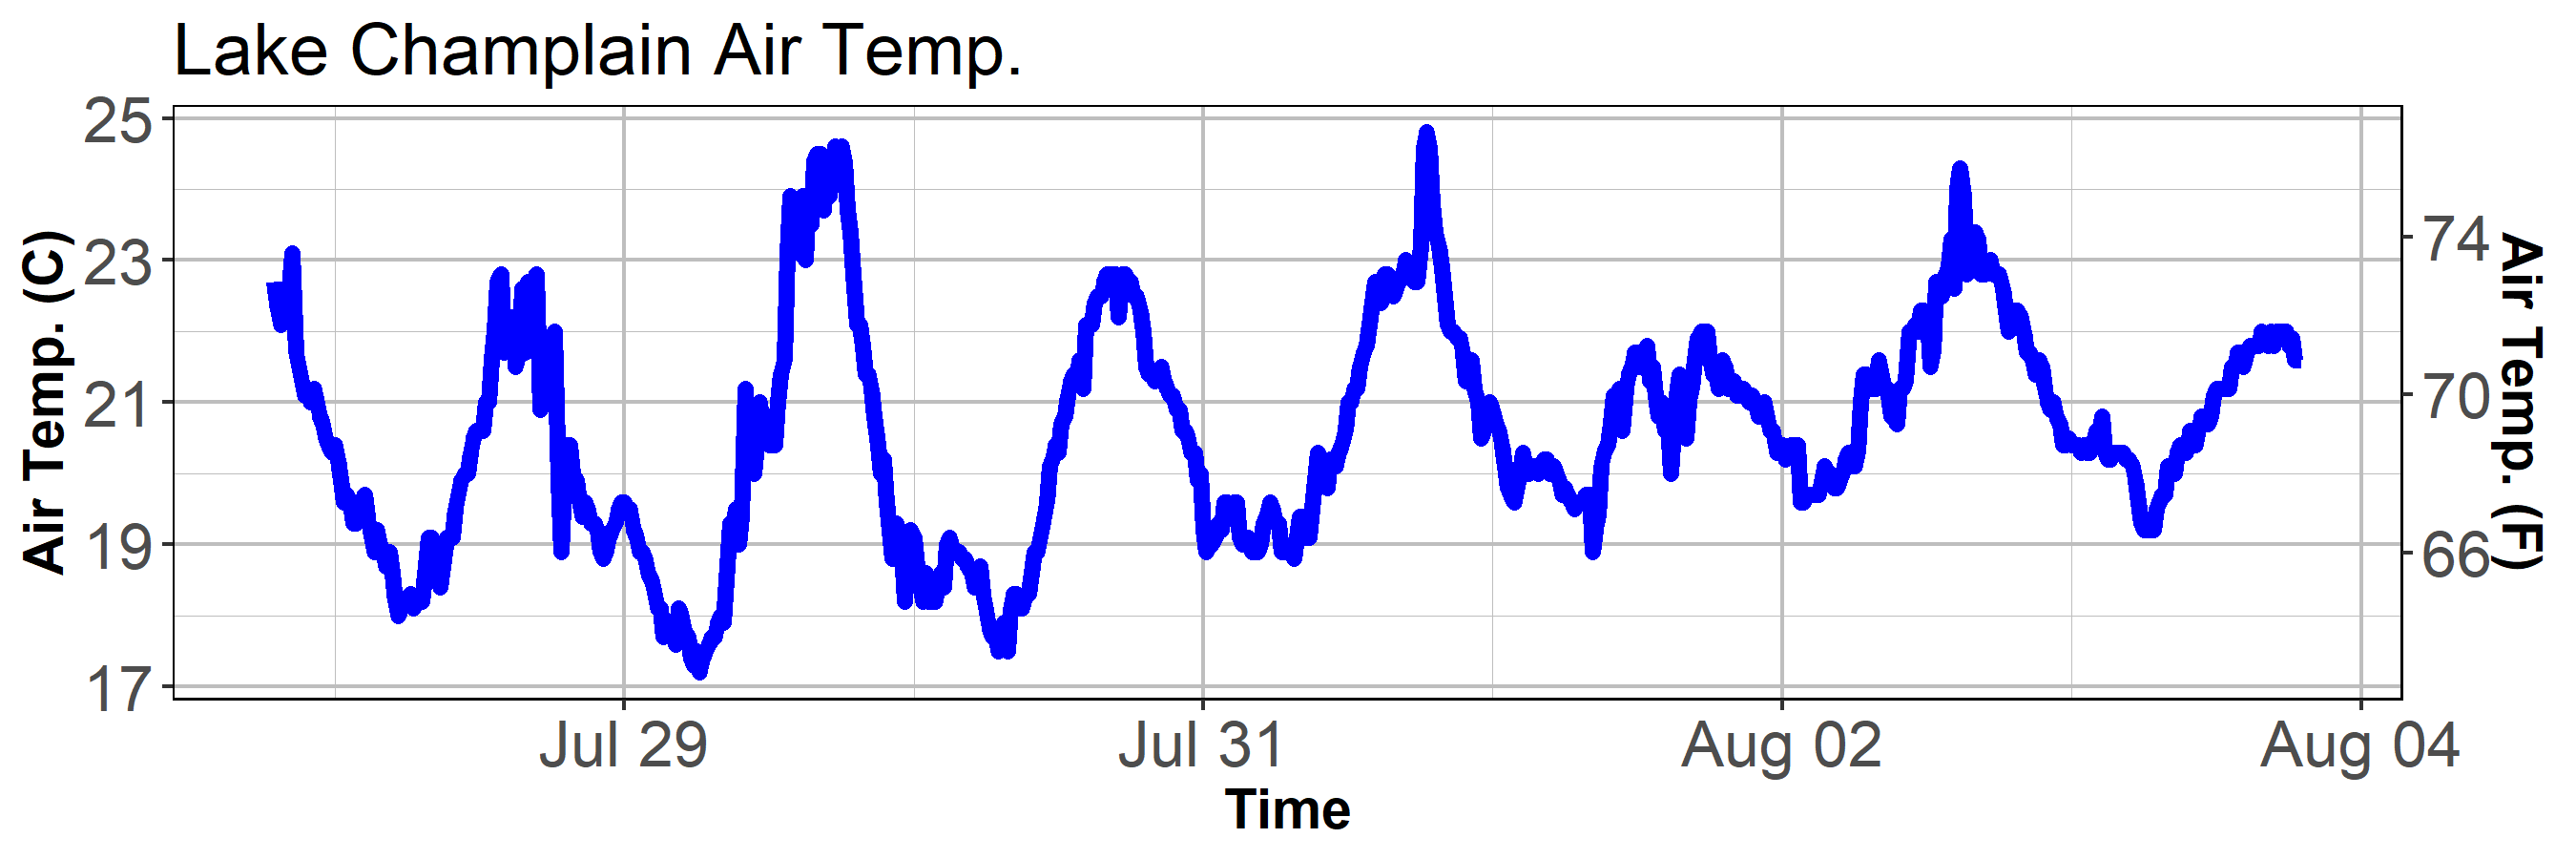 Lake Champlain Air Temp.
25
23
21
19
17
Air Temp. (C)
74
70
66
Air Temp. (F)
Jul 29
Jul 31
Aug 02
Aug 04
Time